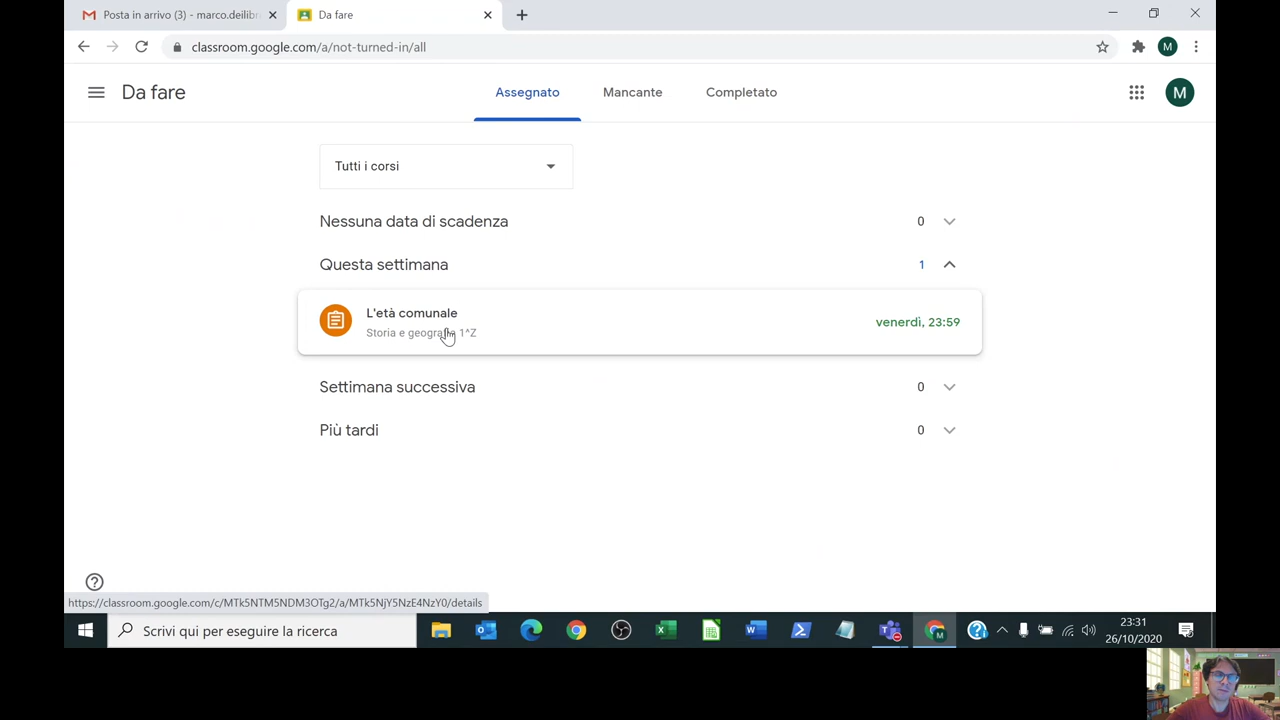 Posta in arrivo (3) - marco.deilibr
Da fare
classroom.google.com/a/not-turned-in/all
M
Da fare
Assegnato
Mancante
Completato
M
Tutti i corsi
Nessuna data di scadenza
0
Questa settimana
1
L'età comunale
Storia e geografia 1^Z
venerdì, 23:59
Settimana successiva
0
Più tardi
0
https://classroom.google.com/c/MTk5NTM5NDM3OTg2/a/MTk5NjY5NzE4NzY0/details
Scrivi qui per eseguire la ricerca
23:31
26/10/2020